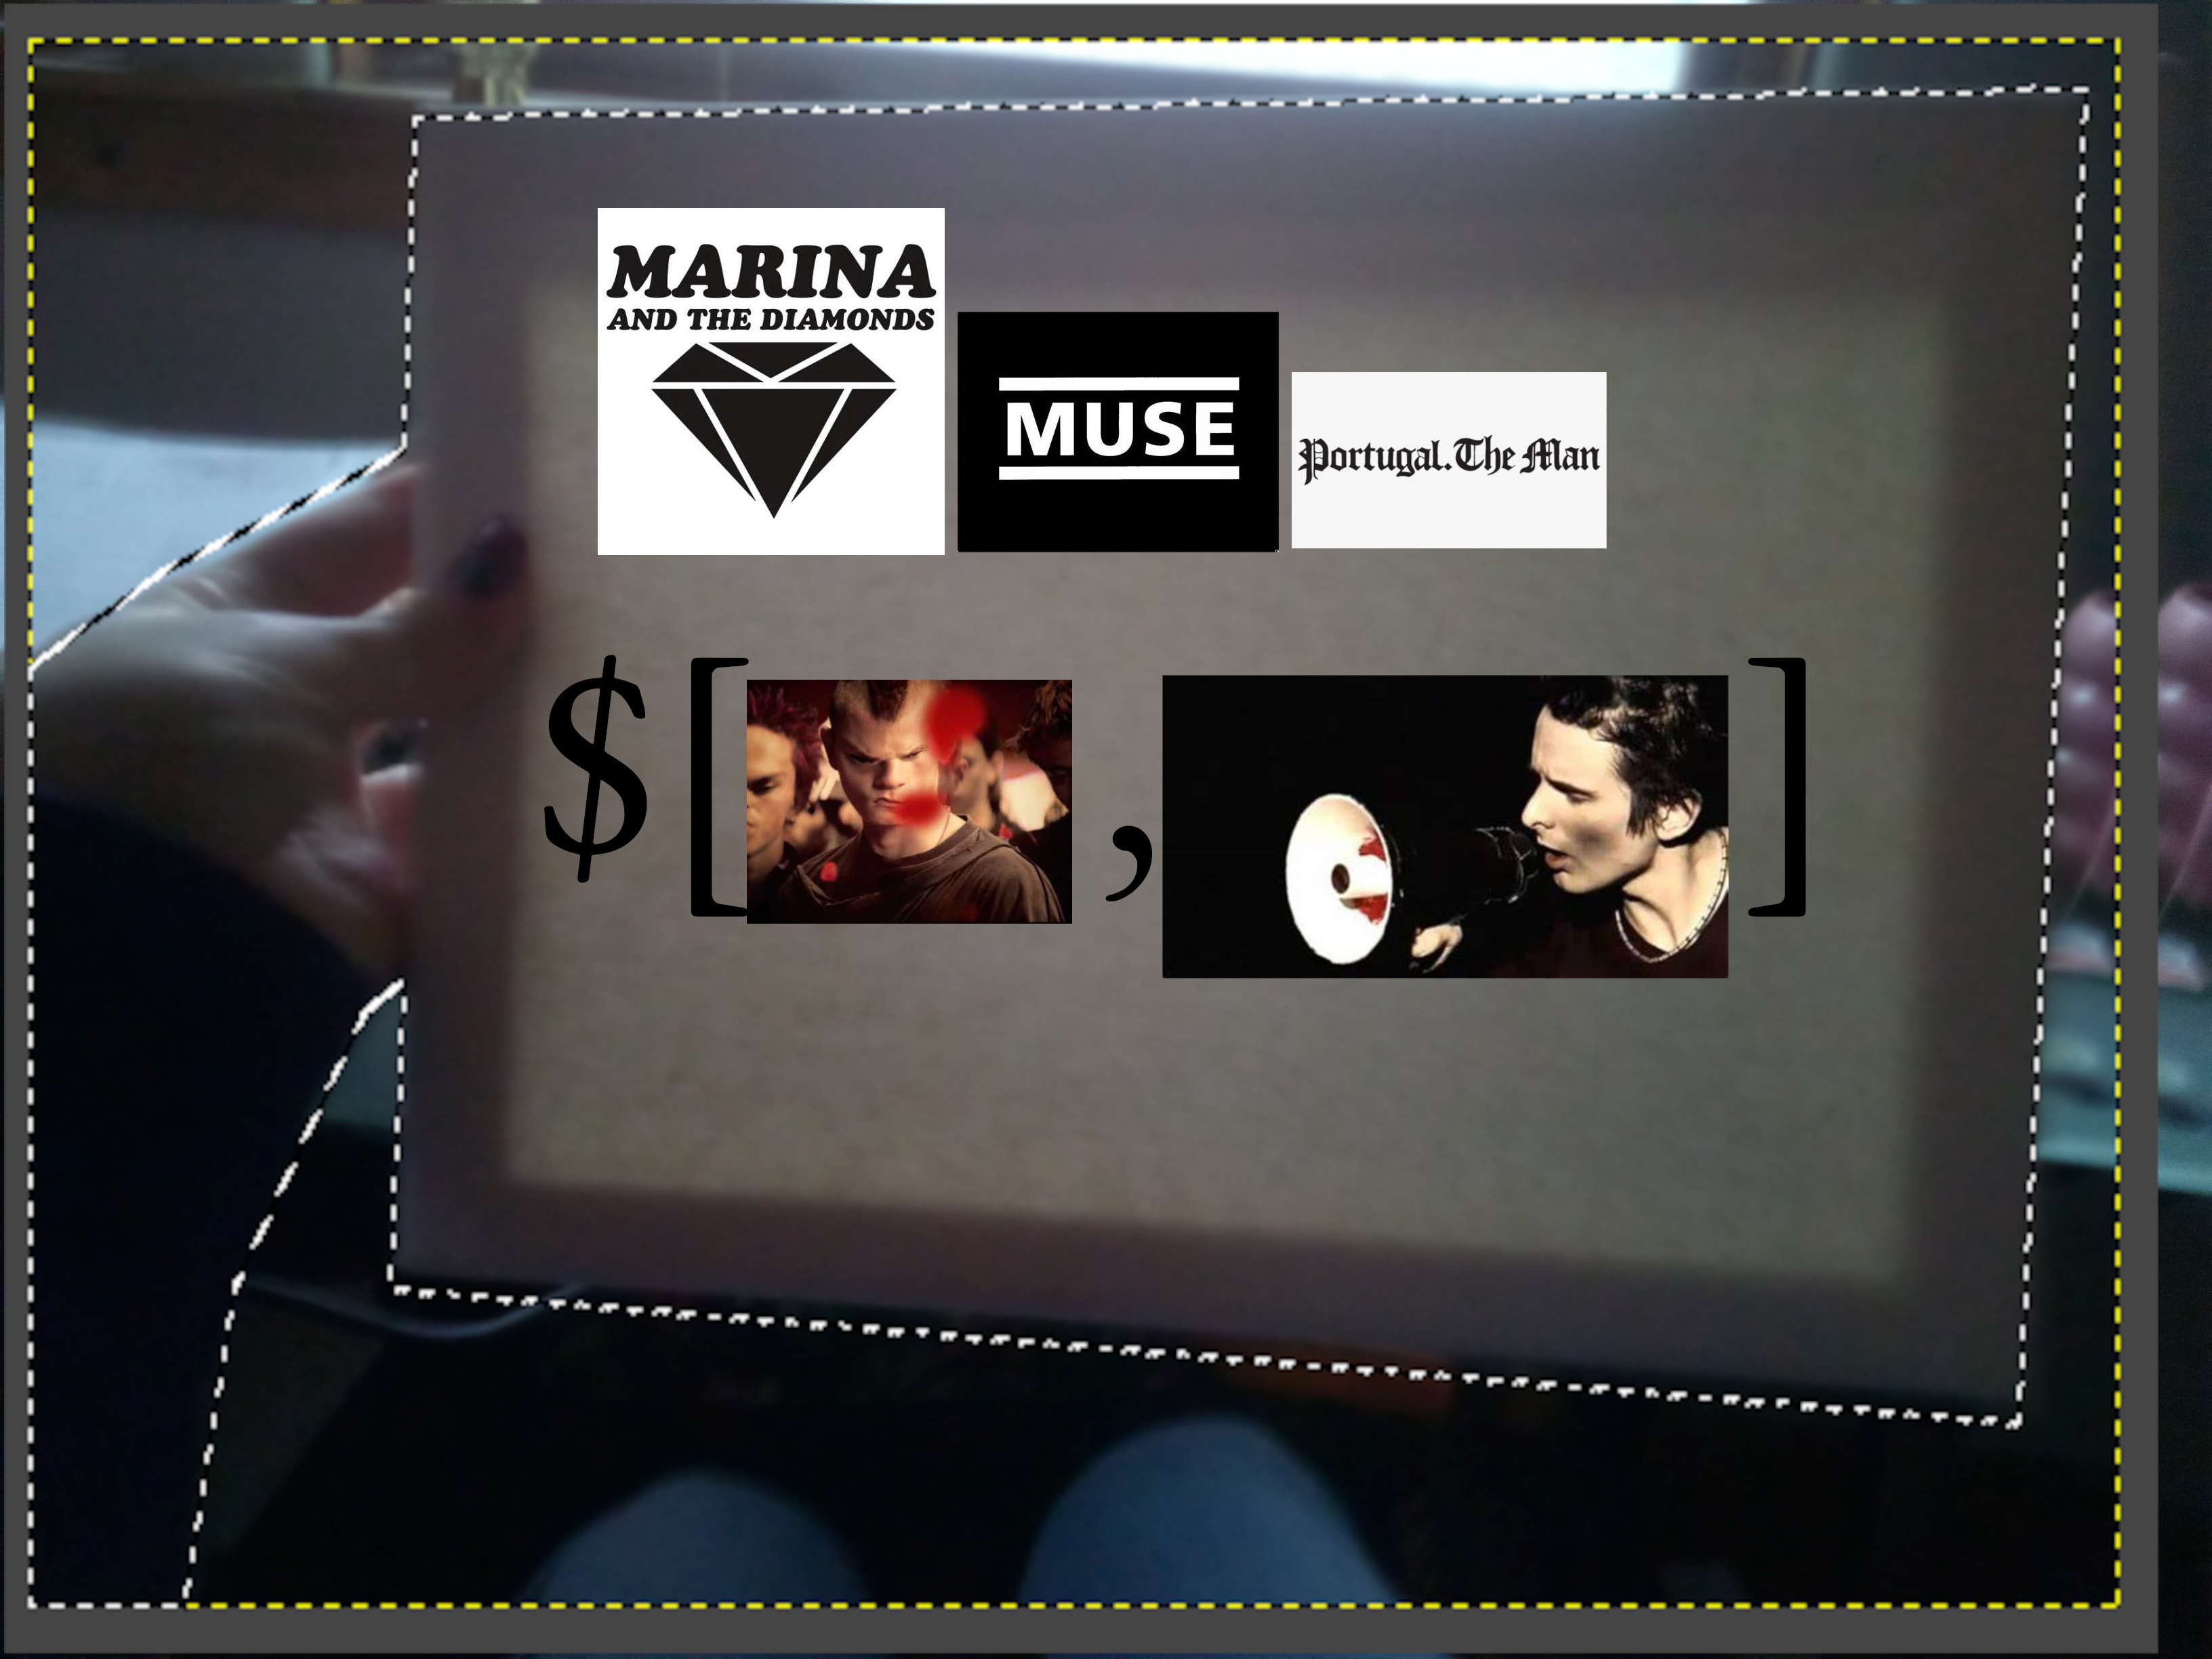 MARINA
AND THE DIAMONDS
MUSE
Portugal.The Man
$[ , ]